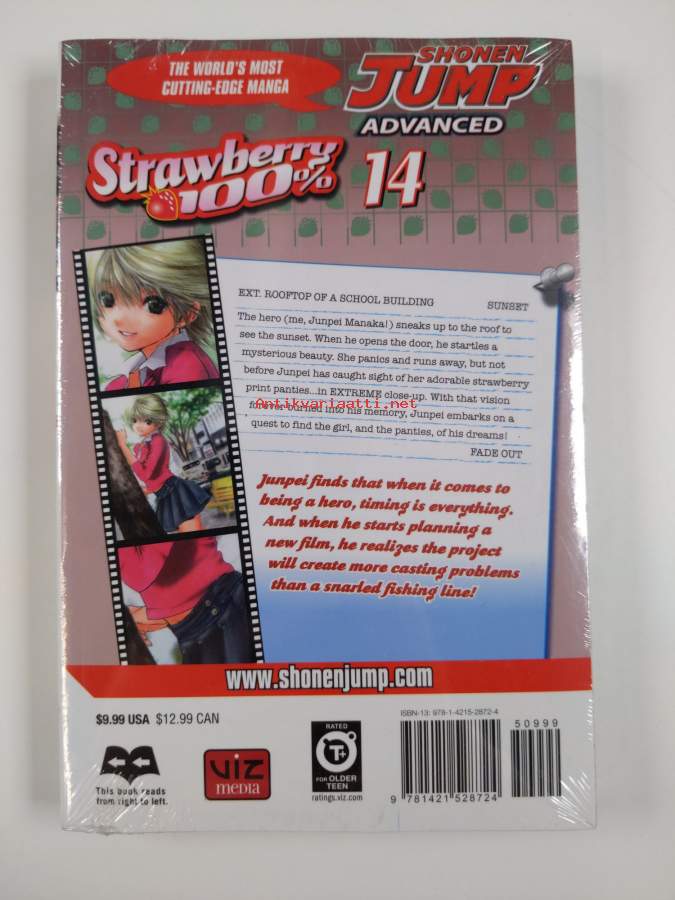 THE WORLD'S MOST
CUTTING-EDGE MANGA
SHONEN
JUMP
ADVANCED
Strawberry
100%
14
EXT. ROOFTOP OF A SCHOOL BUILDING SUNSET
The hero (me, Junpei Manaka!) sneaks up to the roof to
see the sunset. When he opens the door, he startles a
mysterious beauty. She panics and runs away, but not
before Junpei has caught sight of her adorable strawberry
print panties...in EXTREME close-up. With that vision
forever burned into his memory, Junpei embarks on a
quest to find the girl, and the panties, of his dreams!
FADE OUT
Antikvariaatti.net
Junpei finds that when it comes to
being a hero, timing is everything.
And when he starts planning a
new film, he realizes the project
will create more casting problems
than a snarled fishing line!
www.shonenjump.com
$9.99 USA $12.99 CAN
This book reads
from right to left.
VIZ
MEDIA
RATED
T+
FOR OLDER
TEEN
ratings.viz.com
ISBN-13: 978-1-4215-2872-4
50999
9 781421 528724